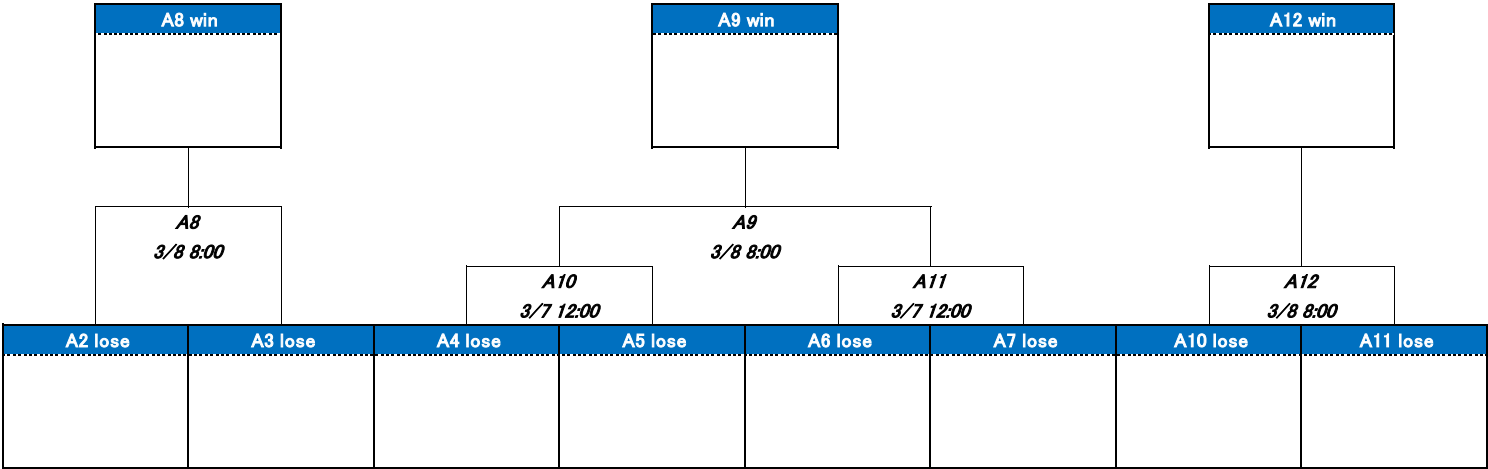 A8 win
A9 win
A12 win
A8
3/8 8:00
A9
3/8 8:00
A10
3/7 12:00
A11
3/7 12:00
A12
3/8 8:00
A2 lose
A3 lose
A4 lose
A5 lose
A6 lose
A7 lose
A10 lose
A11 lose